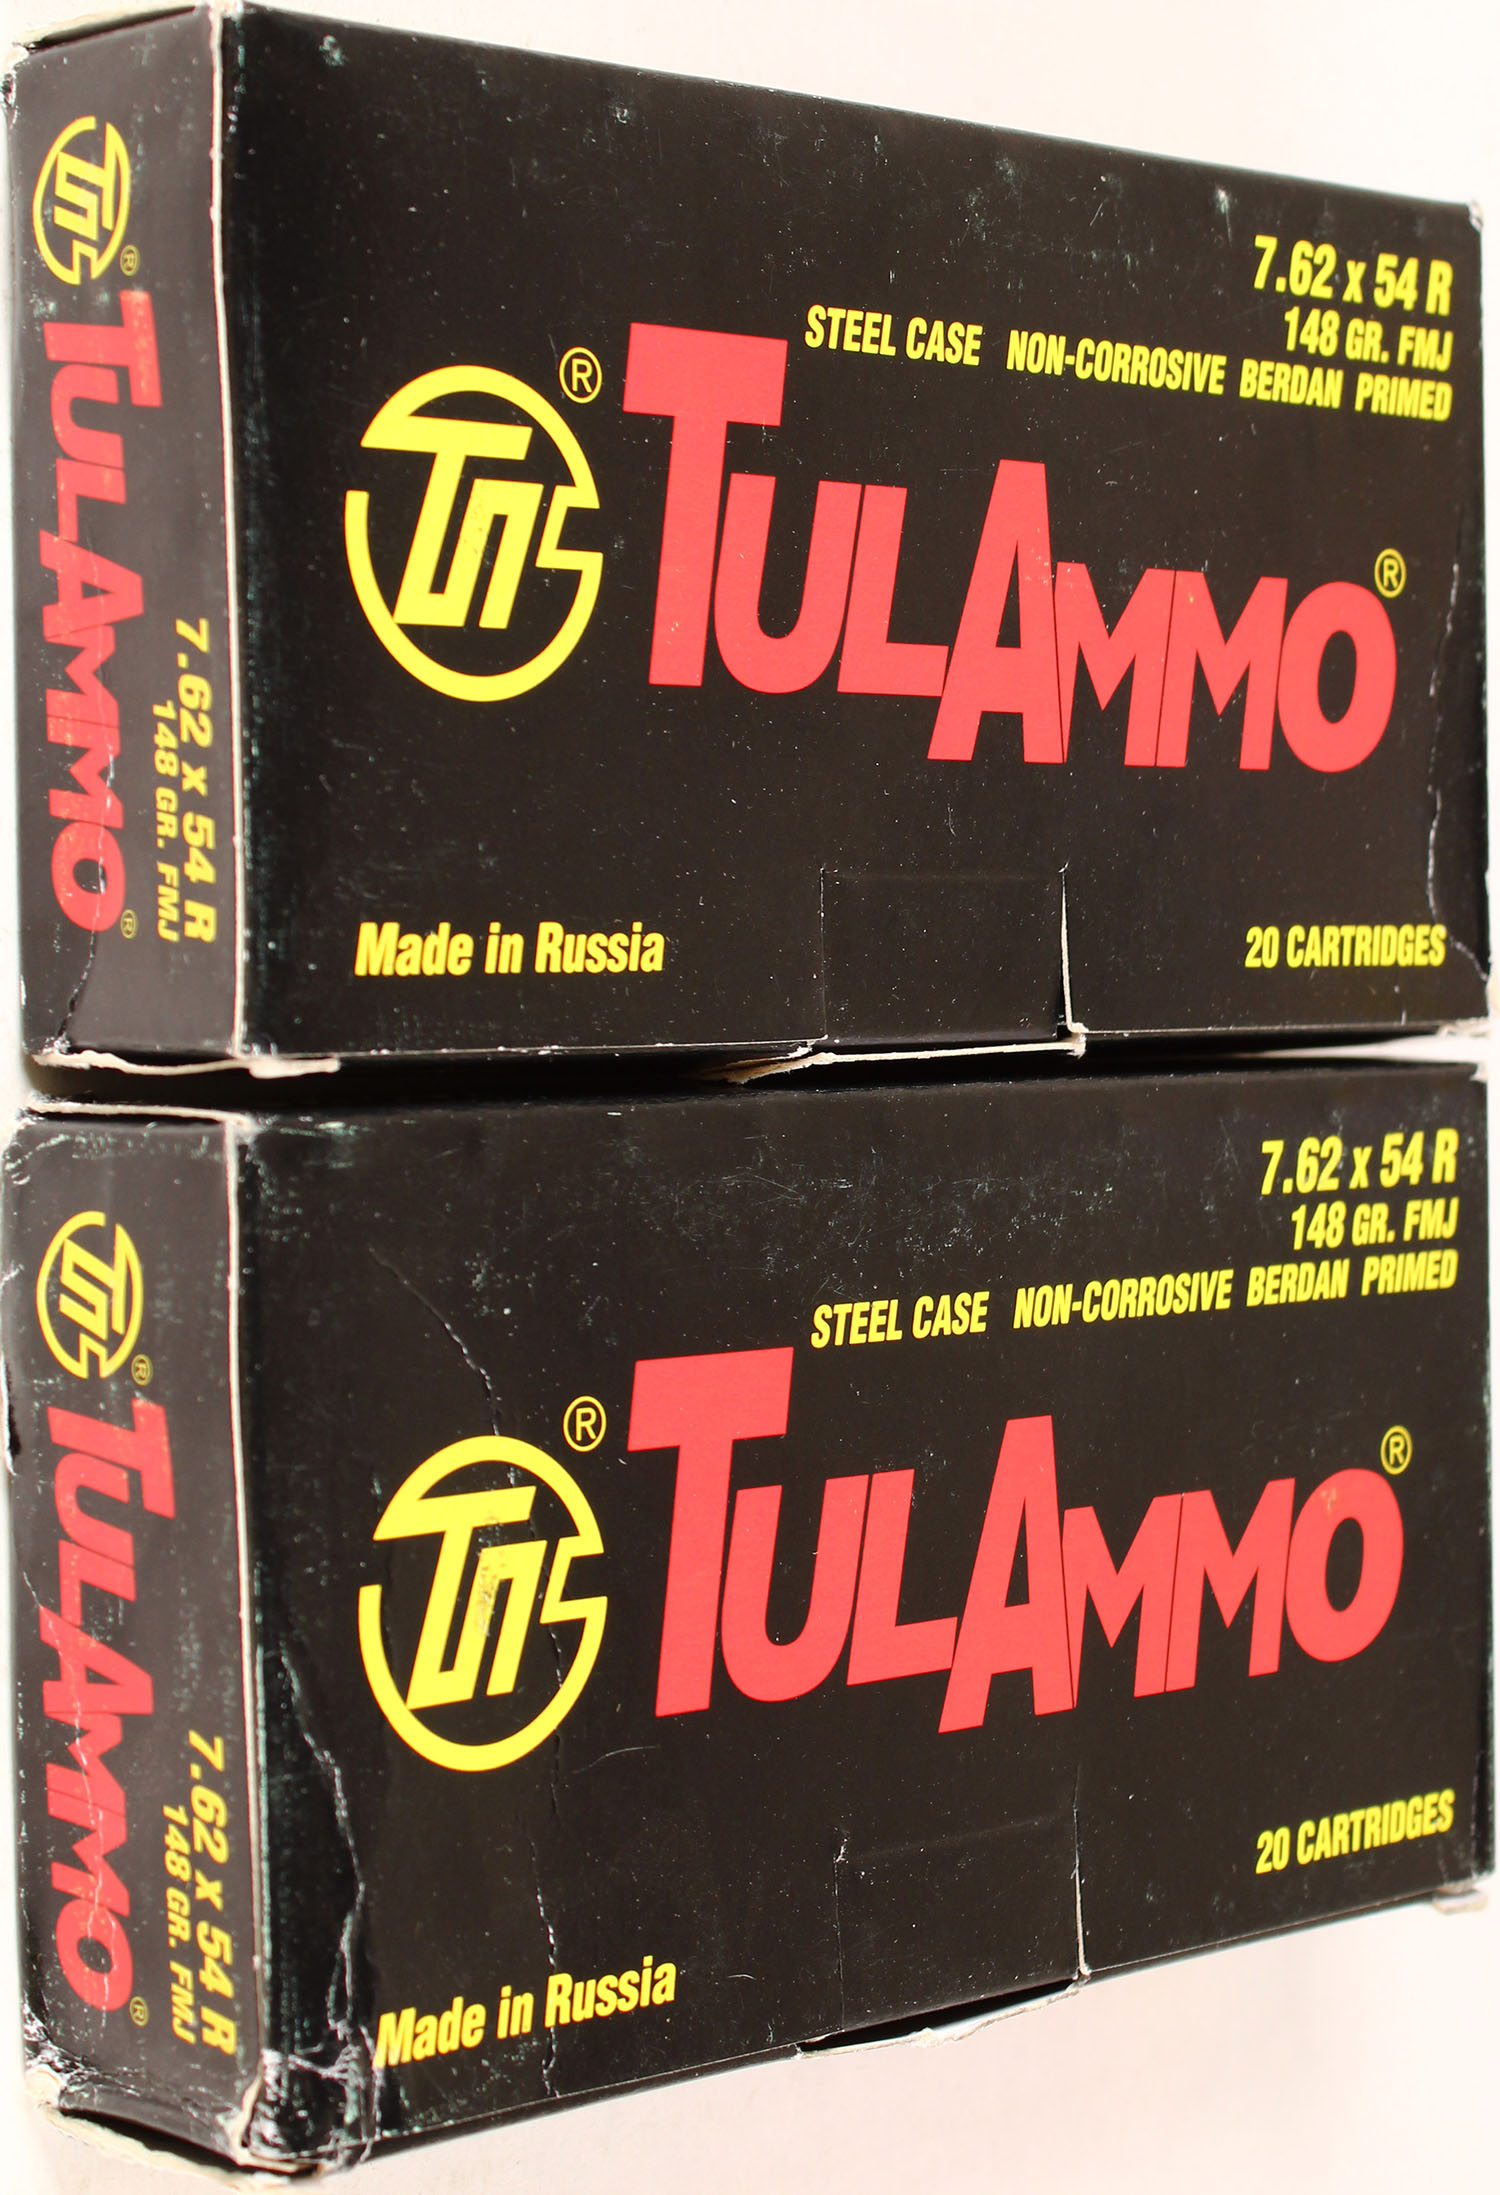 7.62 x 54 R
148 GR. FMJ
STEEL CASE NON-CORROSIVE BERDAN PRIMED
®
TULAMMO®
Made in Russia
20 CARTRIDGES
®
TULAMMO®
7.62 x 54 R
148 GR. FMJ
7.62 x 54 R
148 GR. FMJ
STEEL CASE NON-CORROSIVE BERDAN PRIMED
®
TULAMMO®
Made in Russia
20 CARTRIDGES
®
TULAMMO®
7.62 x 54 R
148 GR. FMJ